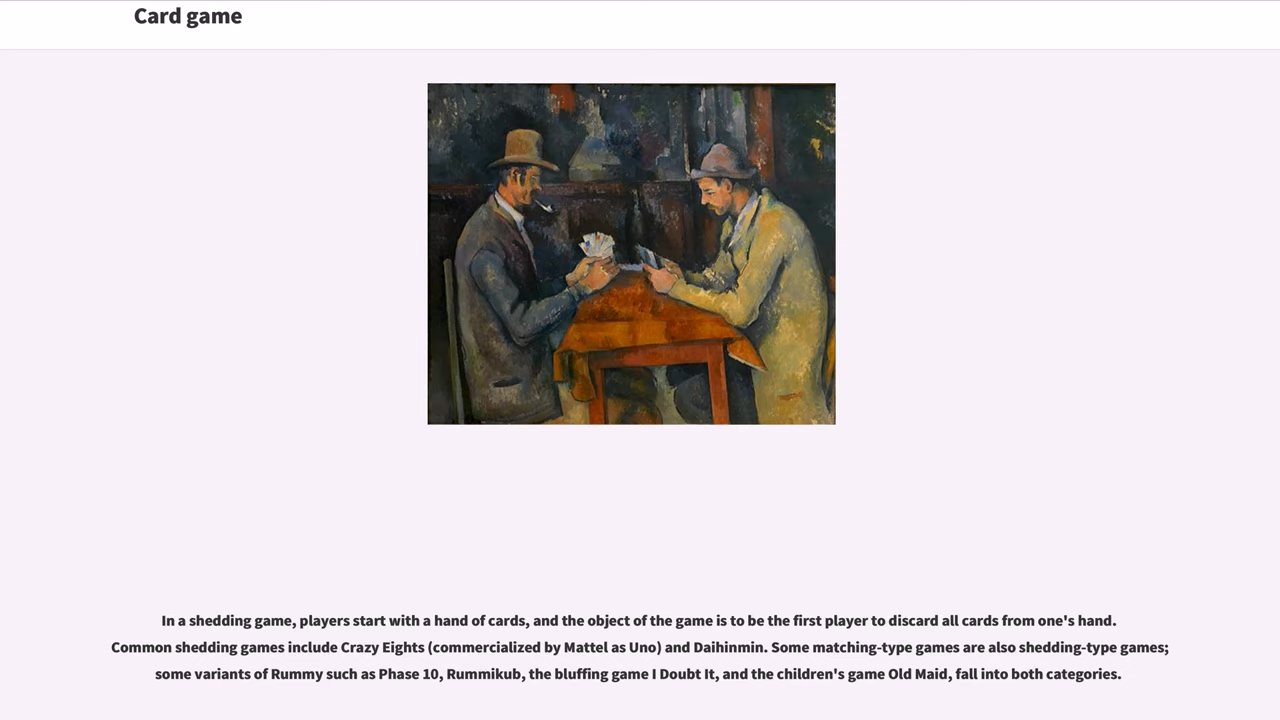 Card game
In a shedding game, players start with a hand of cards, and the object of the game is to be the first player to discard all cards from one's hand.
Common shedding games include Crazy Eights (commercialized by Mattel as Uno) and Daihinmin. Some matching-type games are also shedding-type games;
some variants of Rummy such as Phase 10, Rummikub, the bluffing game I Doubt It, and the children's game Old Maid, fall into both categories.